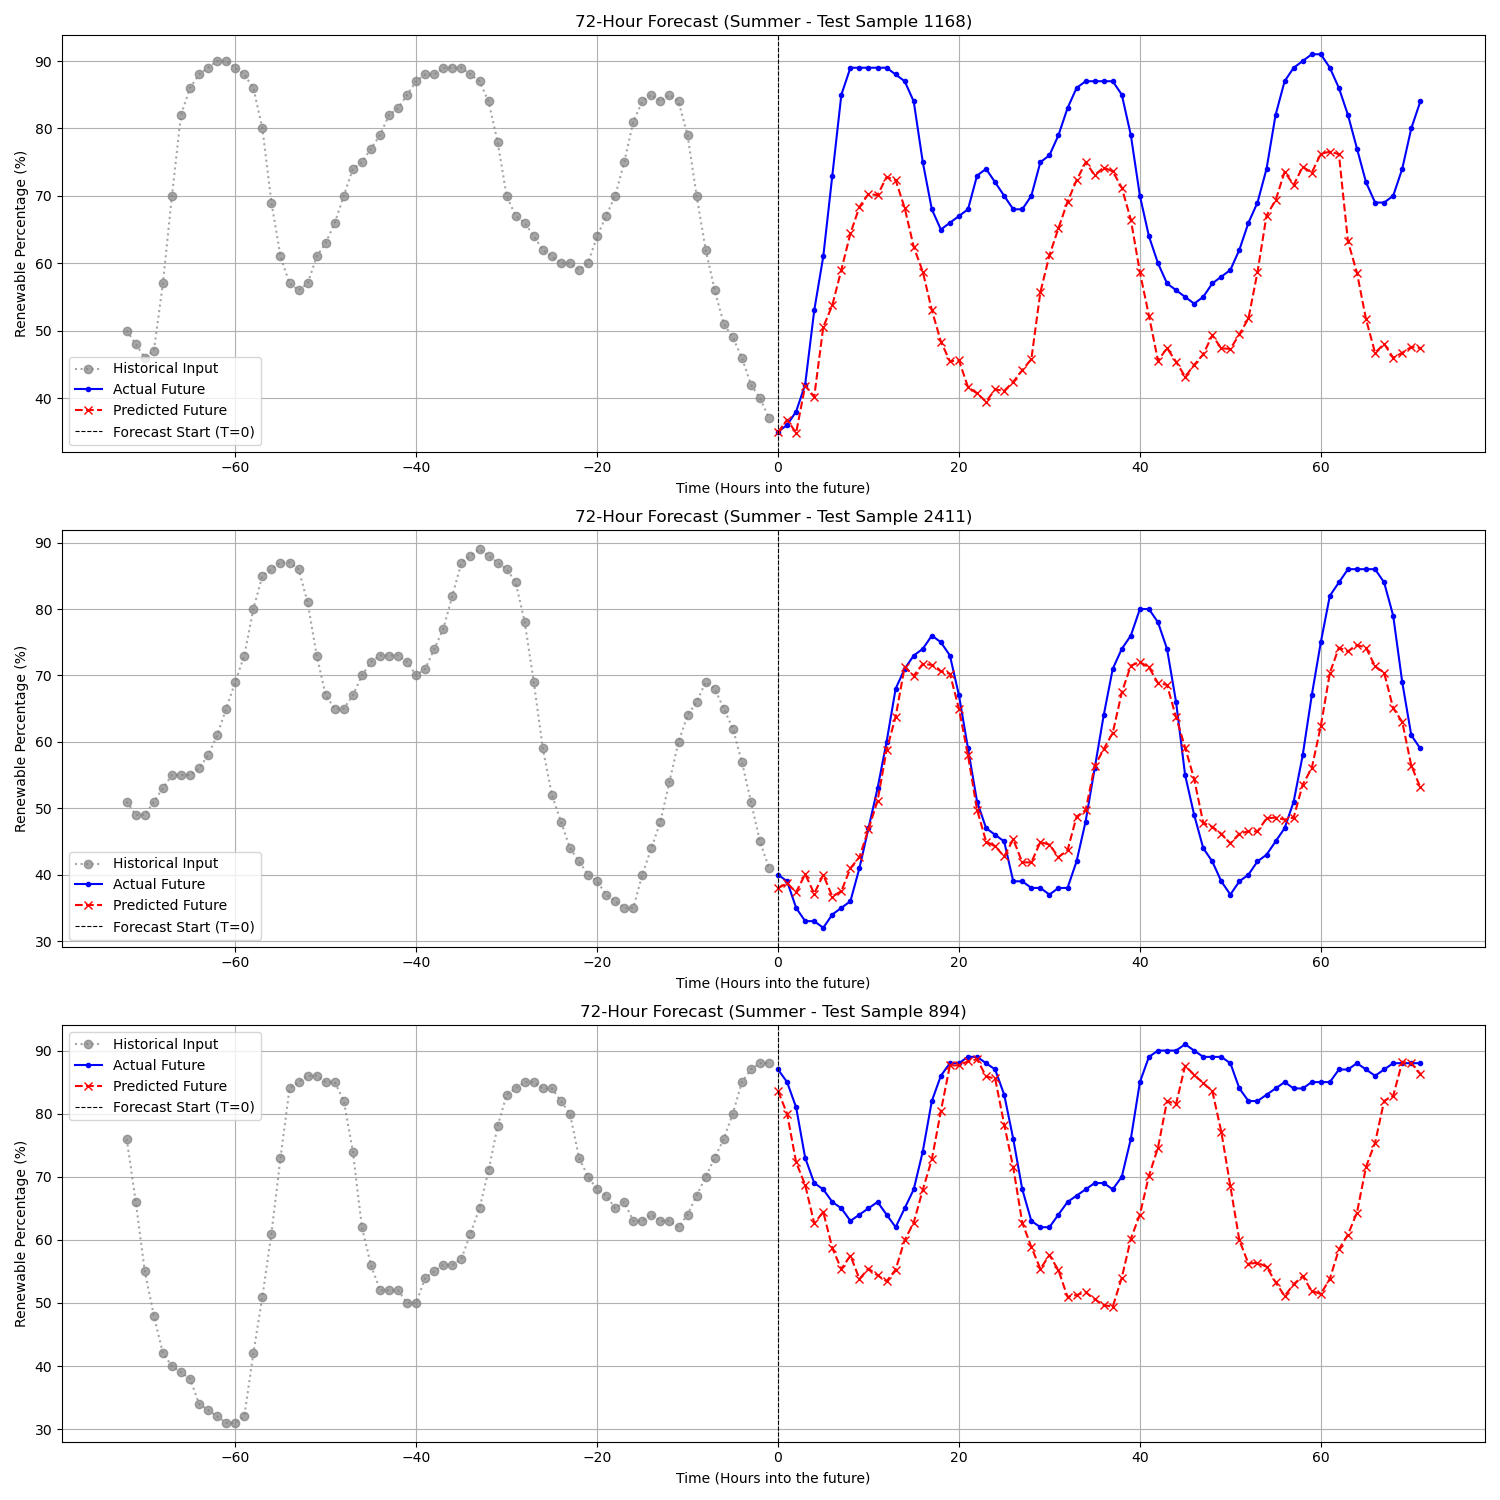 72-Hour Forecast (Summer - Test Sample 1168)
Renewable Percentage (%)
90
80
70
60
50
40
Historical Input
Actual Future
Predicted Future
Forecast Start (T=0)
−60 −40 −20 0 20 40 60
Time (Hours into the future)
72-Hour Forecast (Summer - Test Sample 2411)
Renewable Percentage (%)
90
80
70
60
50
40
30
Historical Input
Actual Future
Predicted Future
Forecast Start (T=0)
−60 −40 −20 0 20 40 60
Time (Hours into the future)
72-Hour Forecast (Summer - Test Sample 894)
Renewable Percentage (%)
90
80
70
60
50
40
30
Historical Input
Actual Future
Predicted Future
Forecast Start (T=0)
−60 −40 −20 0 20 40 60
Time (Hours into the future)